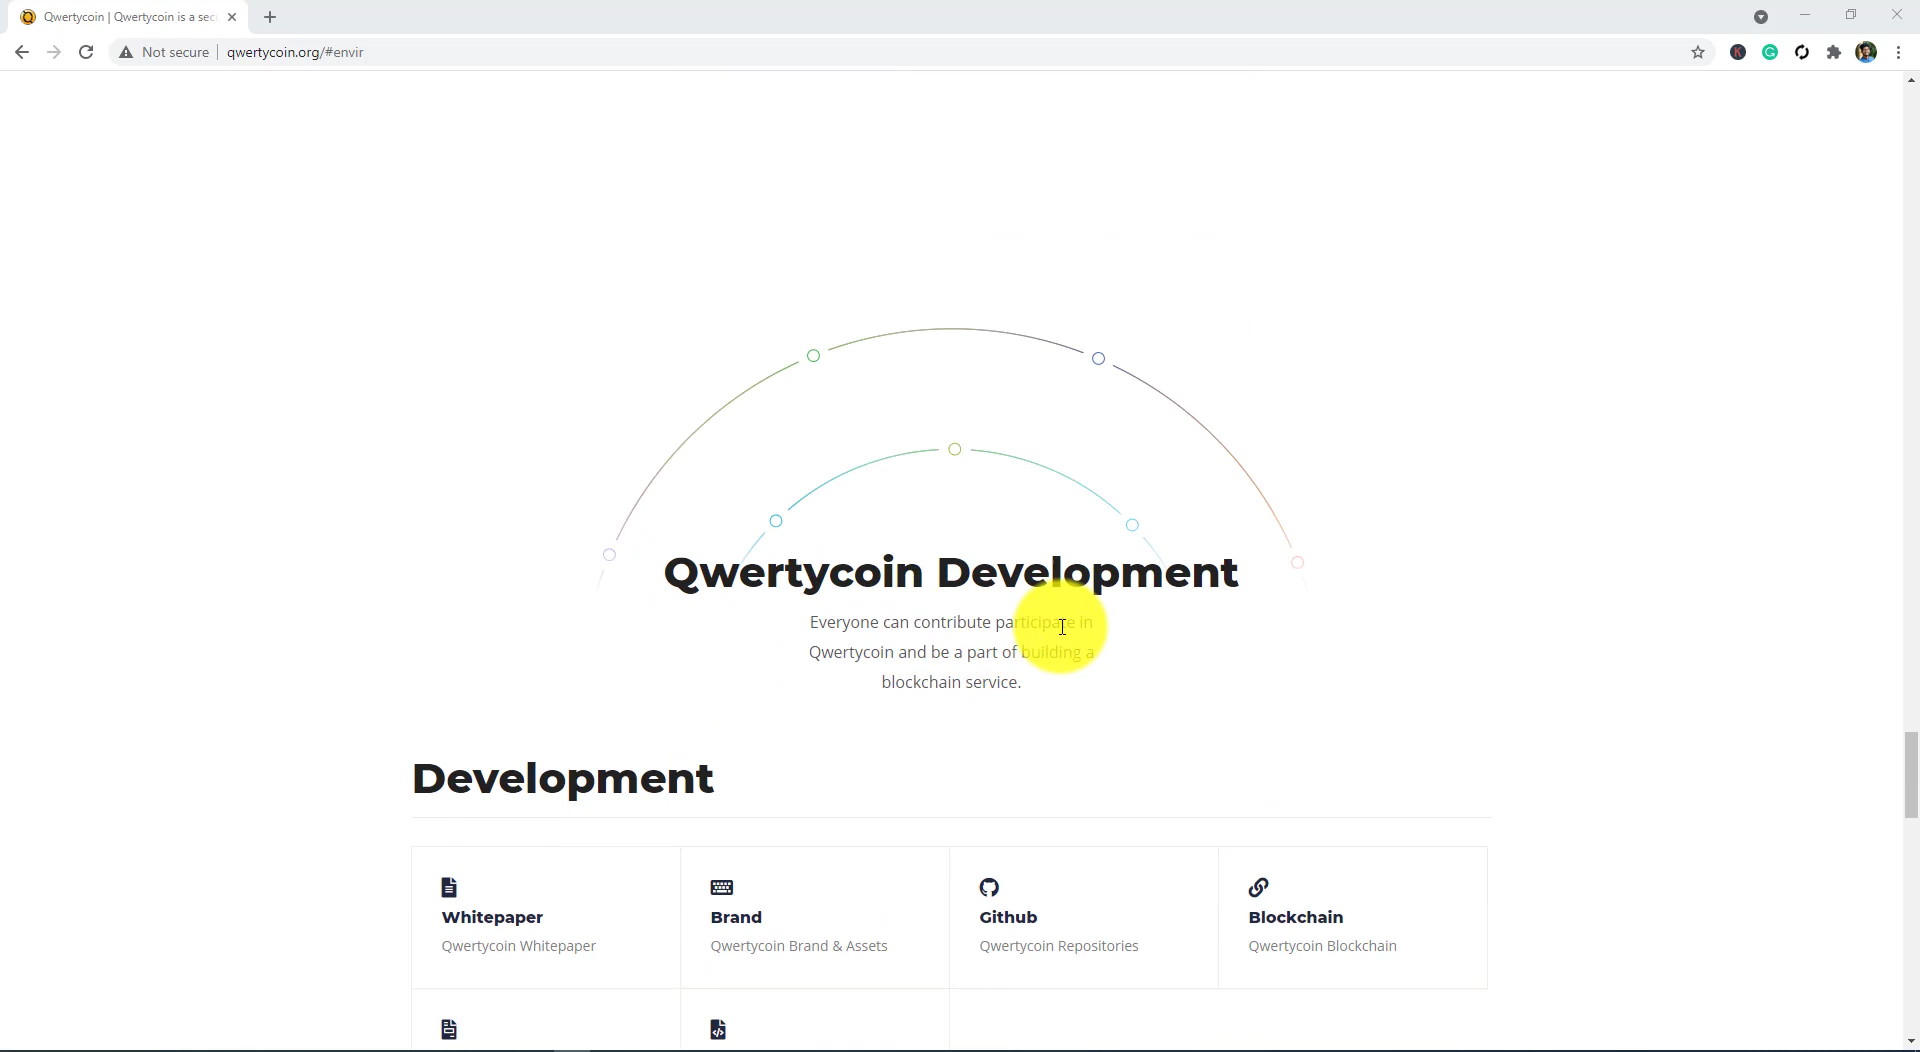 Qwertycoin | Qwertycoin is a sec
Not secure
qwertycoin.org/#envir
Qwertycoin Development
Everyone can contribute participate in
Qwertycoin and be a part of building a
blockchain service.
Development
Whitepaper
Qwertycoin Whitepaper
Brand
Qwertycoin Brand & Assets
Github
Qwertycoin Repositories
Blockchain
Qwertycoin Blockchain